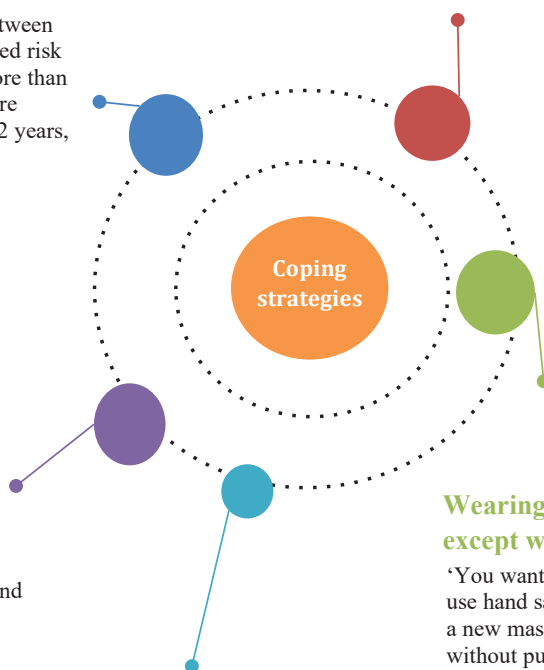 tween
ed risk
ore than
re
2 years,
Coping
strategies
nd
Wearing
except w
‘You want
use hand sa
a new mas
without pu